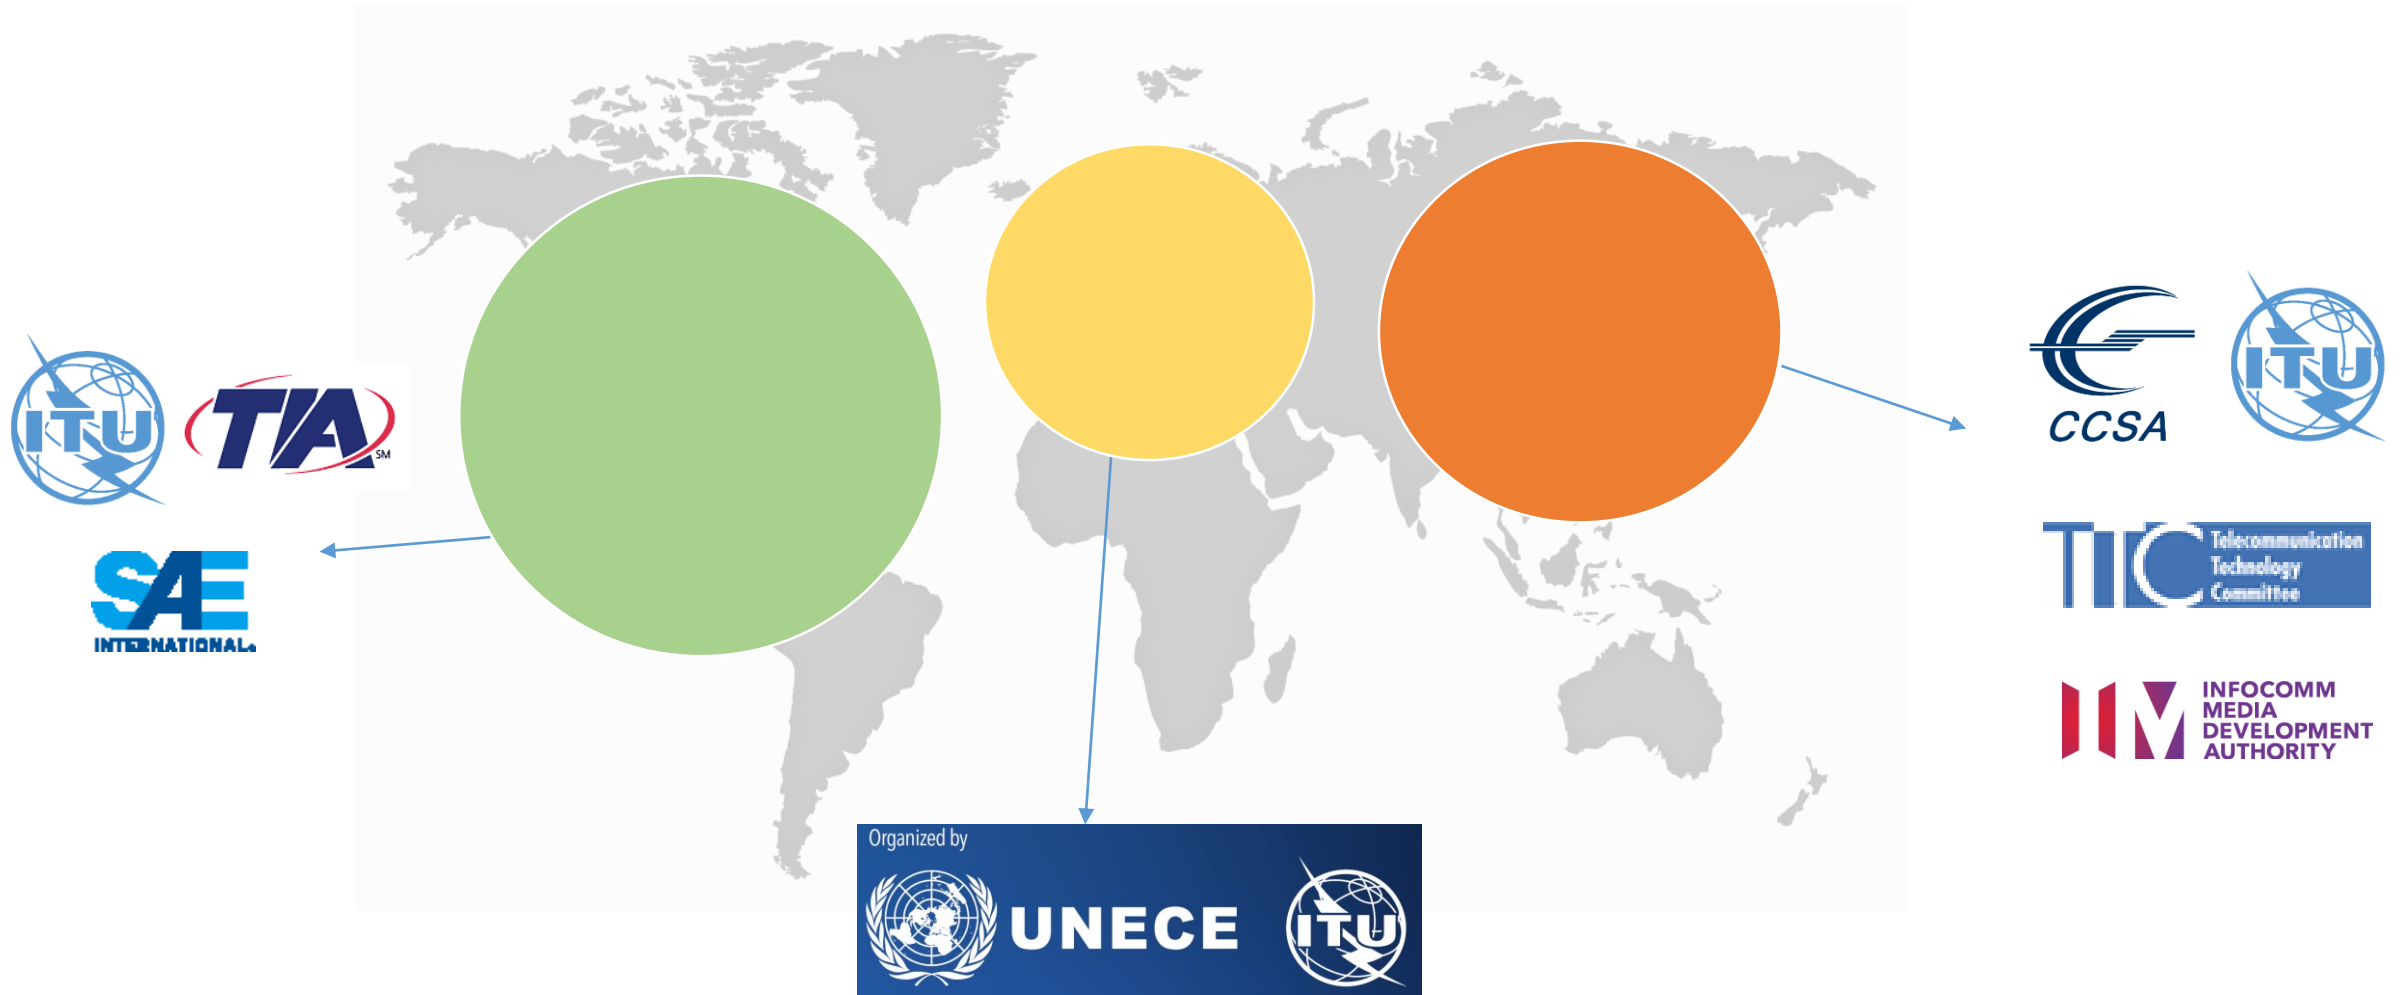 ITU
TIA
SM
SAE
INTERNATIONAL
CCSA
ITU
TTC
Telecommunication
Technology
Committee
INFOCOMM
MEDIA
DEVELOPMENT
AUTHORITY
Organized by
UNECE
ITU